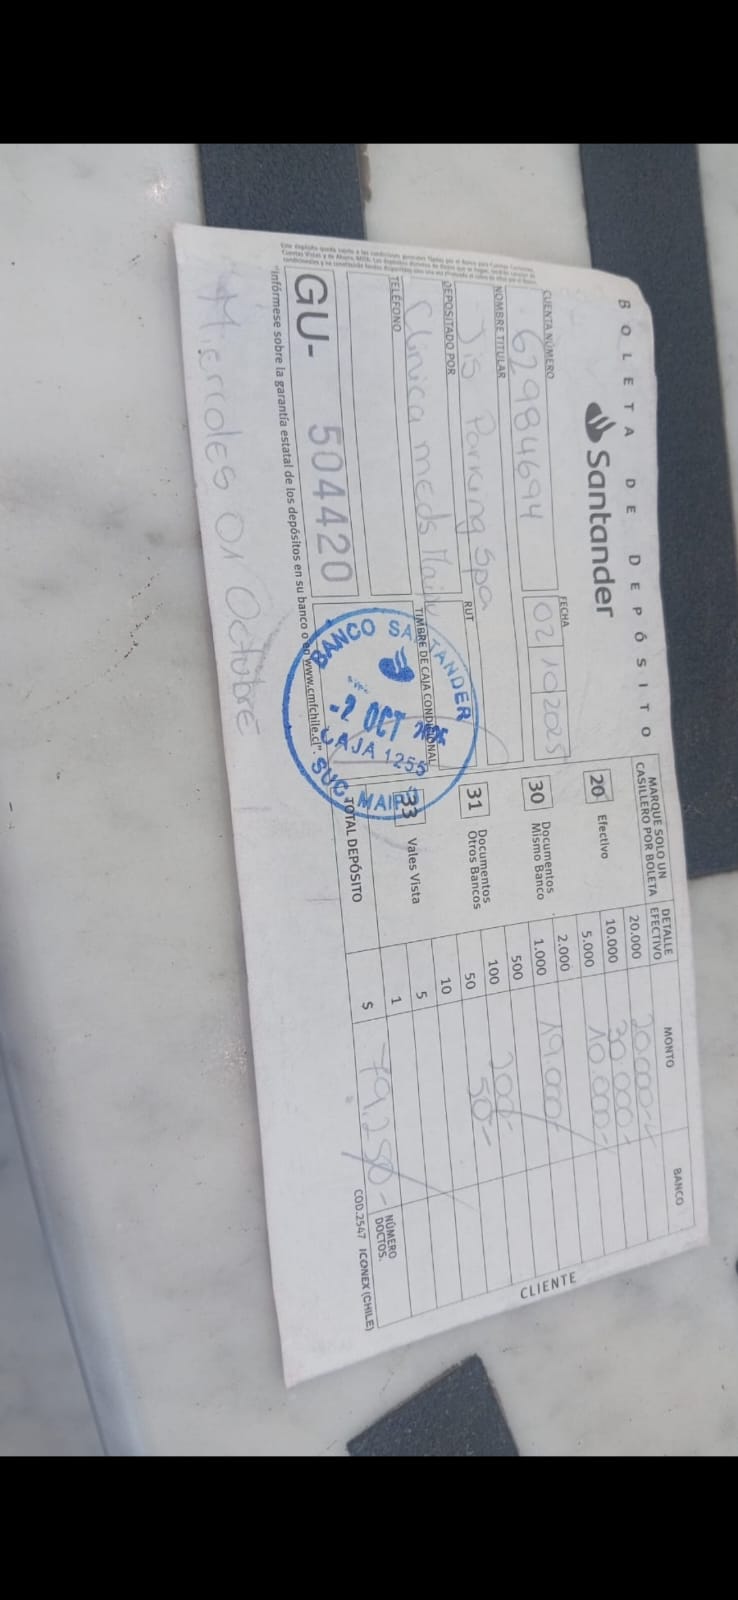 BOLETA DE DEPÓSITO
Santander
CUENTA NÚMERO
62984694
FECHA
02/10/2025
NOMBRE TITULAR
Jis Parking Spa
RUT
DEPOSITADO POR
Clinica meds Maipu
TIMBRE DE CAJA CONDICIONAL
TELÉFONO
GU- 504420
"Infórmese sobre la garantía estatal de los depósitos en su banco o en www.cmfchile.cl".
BANCO SANTANDER
-2 OCT 2025
CAJA 1255
SUC. MAIPU
MARQUE SOLO UN
CASILLERO POR BOLETA
20 Efectivo
30 Documentos
Mismo Banco
31 Documentos
Otros Bancos
33 Vales Vista
TOTAL DEPÓSITO
DETALLE
EFECTIVO MONTO BANCO
20.000 20.000-
10.000 30.000-
5.000 10.000-
2.000
1.000 19.000
500
100 200-
50 50-
10
5
1
$ 79.250-
NÚMERO
DOCTOS.
COD.2547 ICONEX (CHILE)
CLIENTE
Miercoles 01 Octubre